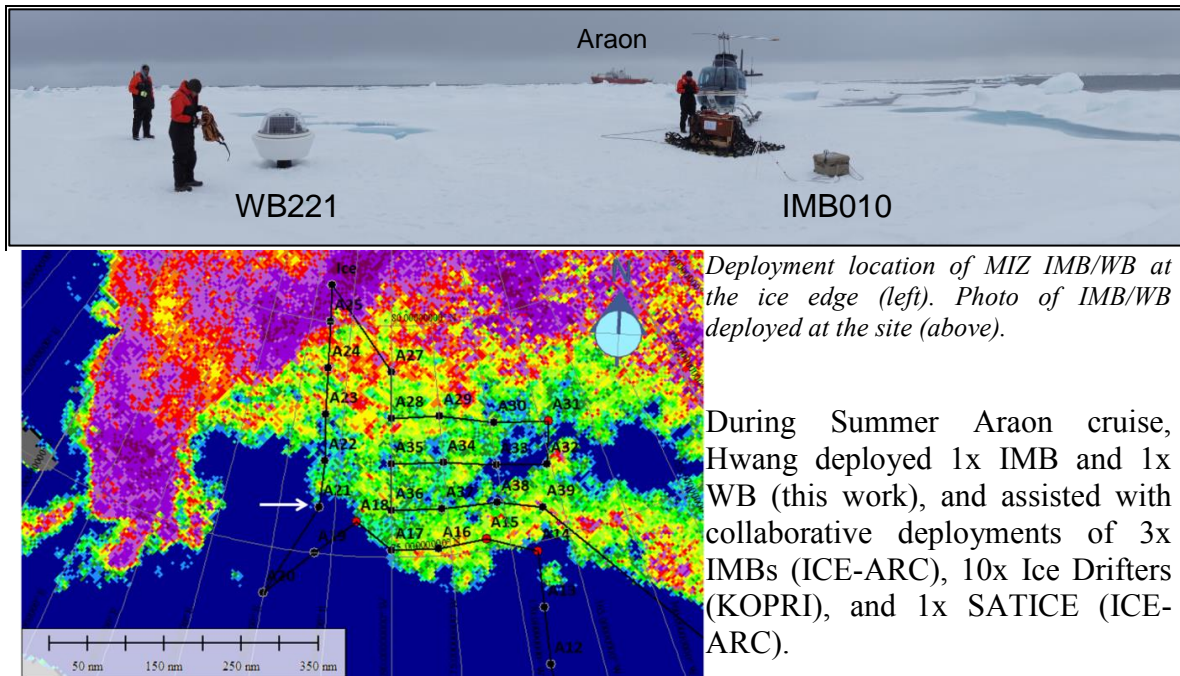 Araon
WB221
IMB010
Deployment location of MIZ IMB/WB at
the ice edge (left). Photo of IMB/WB
deployed at the site (above).
During Summer Araon cruise,
Hwang deployed 1x IMB and 1x
WB (this work), and assisted with
collaborative deployments of 3x
IMBs (ICE-ARC), 10x Ice Drifters
(KOPRI), and 1x SATICE (ICE-
ARC).
Ice
N
A25
A24
A27
A23
A28
A29
A30
A31
A22
A35
A34
A33
A32
A21
A18
A36
A37
A38
A39
A19
A17
A16
A15
A14
A20
A13
A12
50 nm 150 nm 250 nm 350 nm